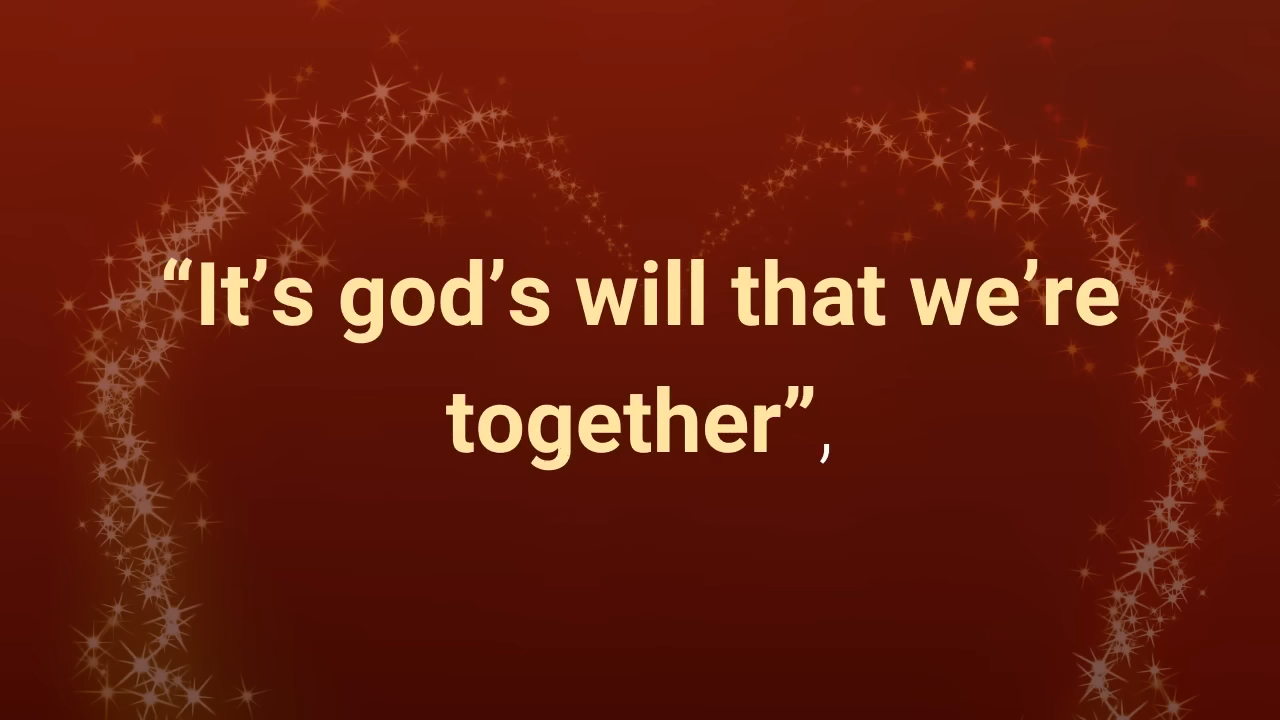 “It’s god’s will that we’re
together”,